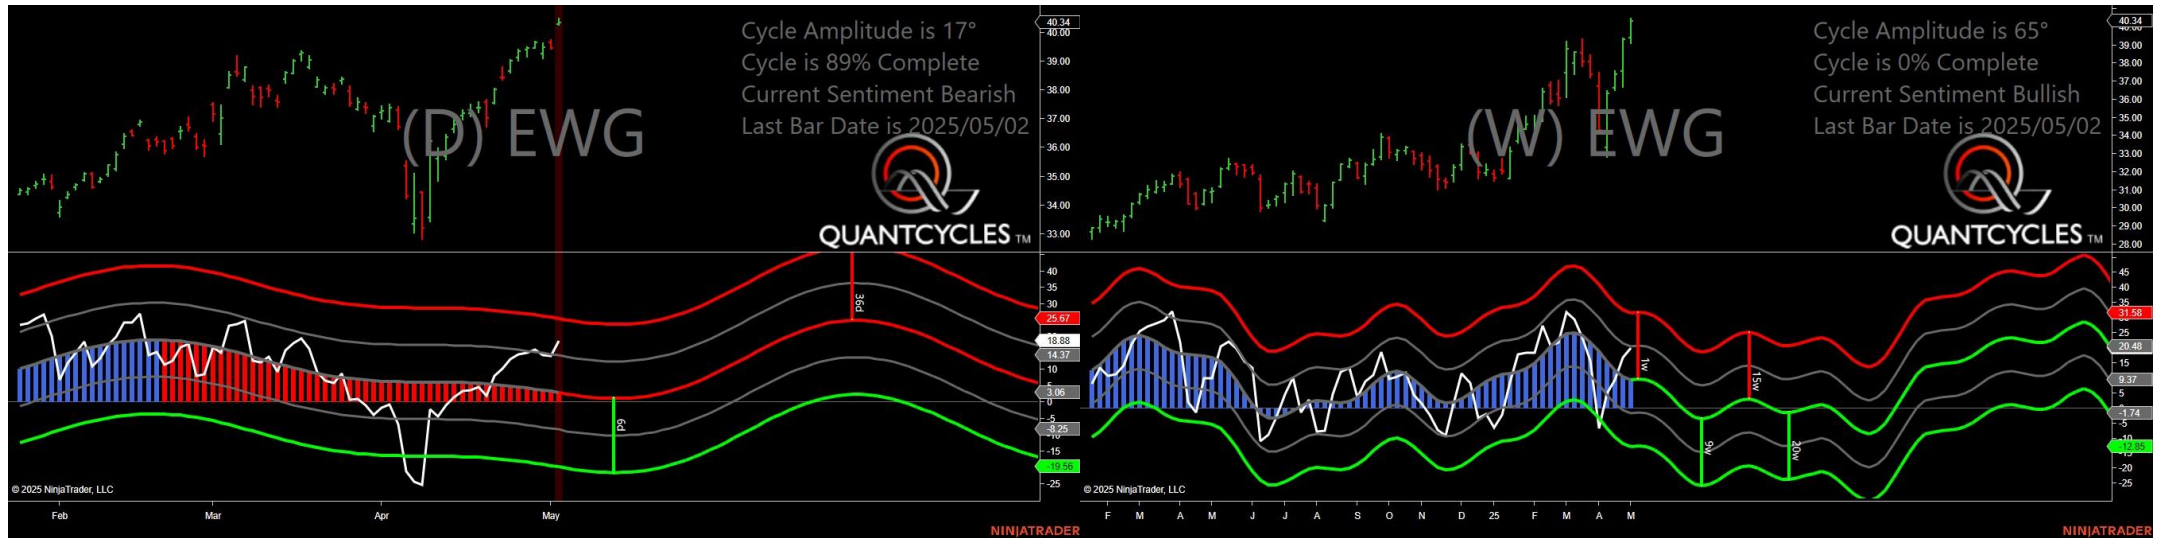 Cycle Amplitude is 17°
Cycle is 89% Complete
Current Sentiment Bearish
Last Bar Date is 2025/05/02
(D) EWG
QUANTCYCLES TM
40.34
40.00
39.00
38.00
37.00
36.00
35.00
34.00
33.00
40
35
30
25.67
18.88
14.37
10
3.06
0
-5
-8.25
-15
-19.56
-25
36d
6d
© 2025 NinjaTrader, LLC
Feb Mar Apr May
NINJATRADER
Cycle Amplitude is 65°
Cycle is 0% Complete
Current Sentiment Bullish
Last Bar Date is 2025/05/02
(W) EWG
QUANTCYCLES TM
40.34
39.00
38.00
37.00
36.00
35.00
34.00
33.00
32.00
31.00
30.00
29.00
28.00
45
40
35
31.58
25
20.48
15
9.37
5
-1.74
-5
-12.85
-20
-25
1w
15w
9w
20w
© 2025 NinjaTrader, LLC
F M A M J J A S O N D 25 F M A M
NINJATRADER